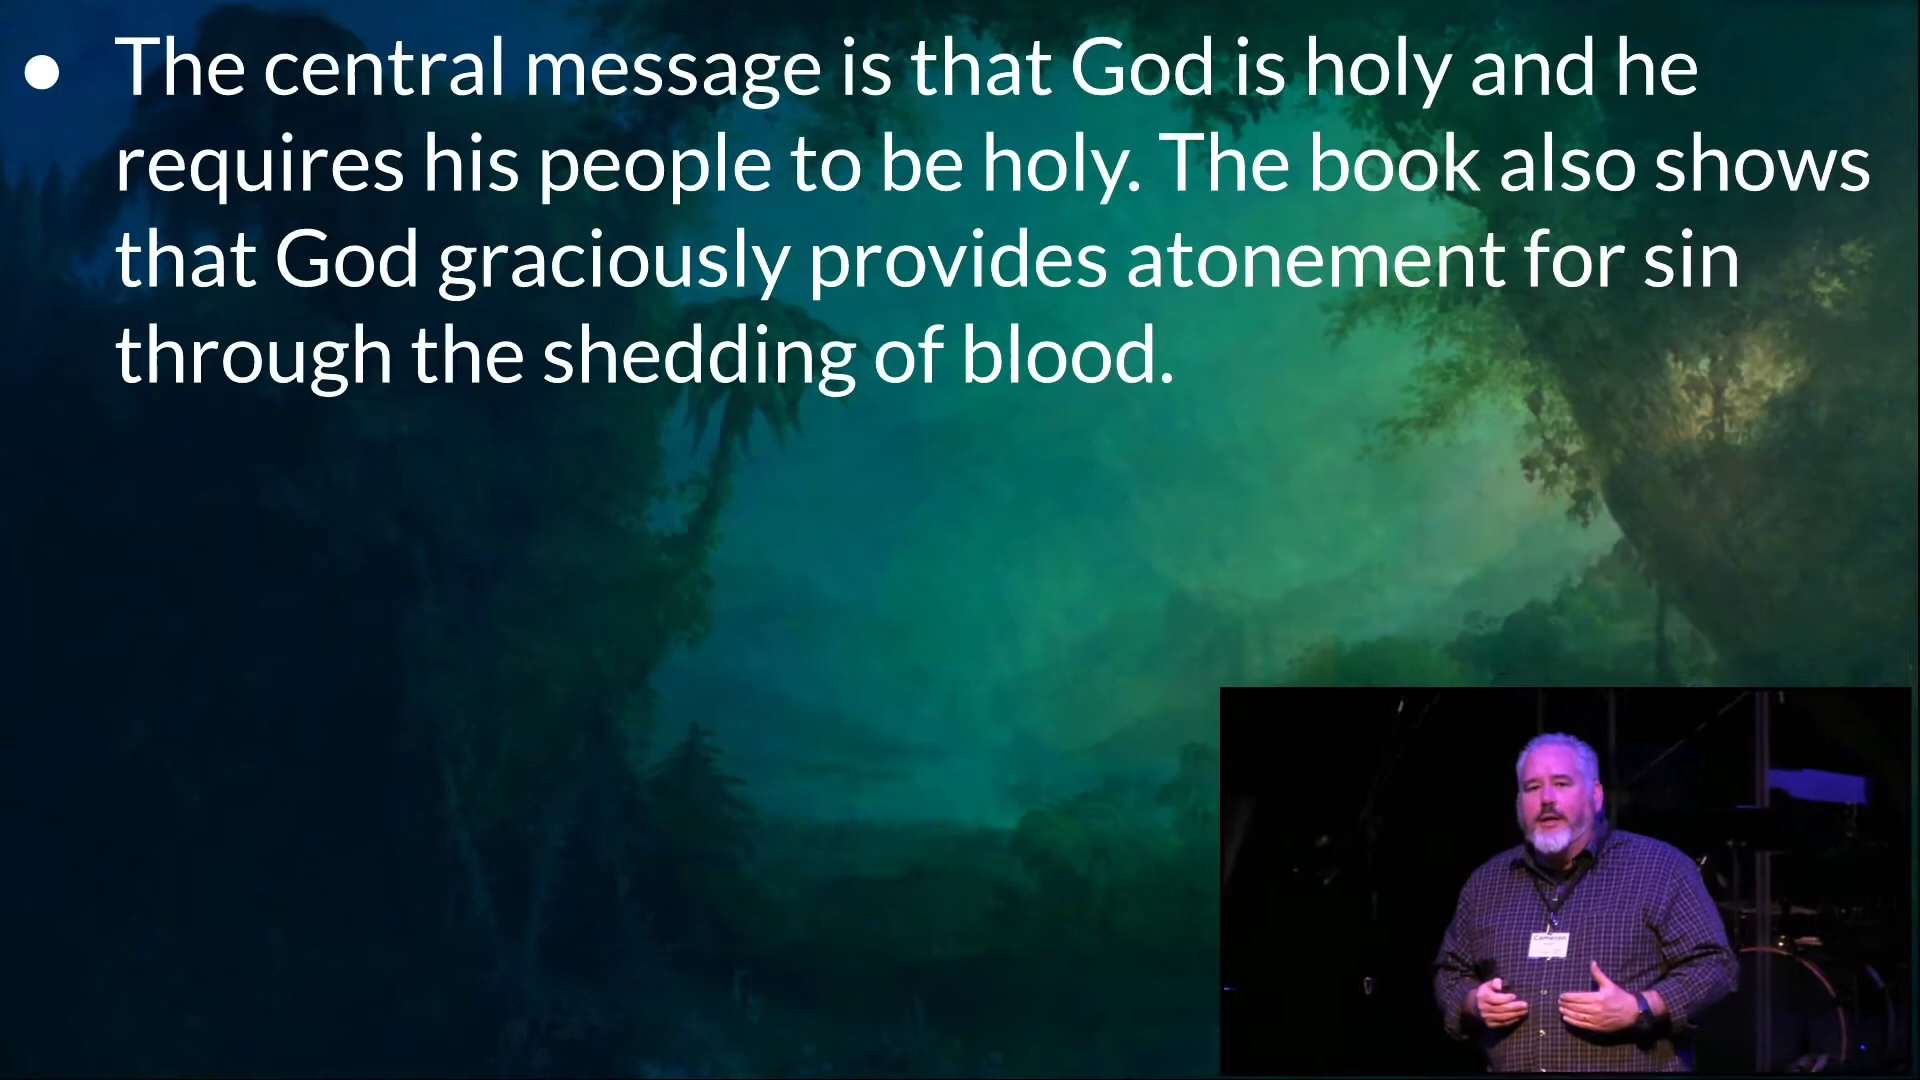 ● The central message is that God is holy and he
requires his people to be holy. The book also shows
that God graciously provides atonement for sin
through the shedding of blood.
Cameron